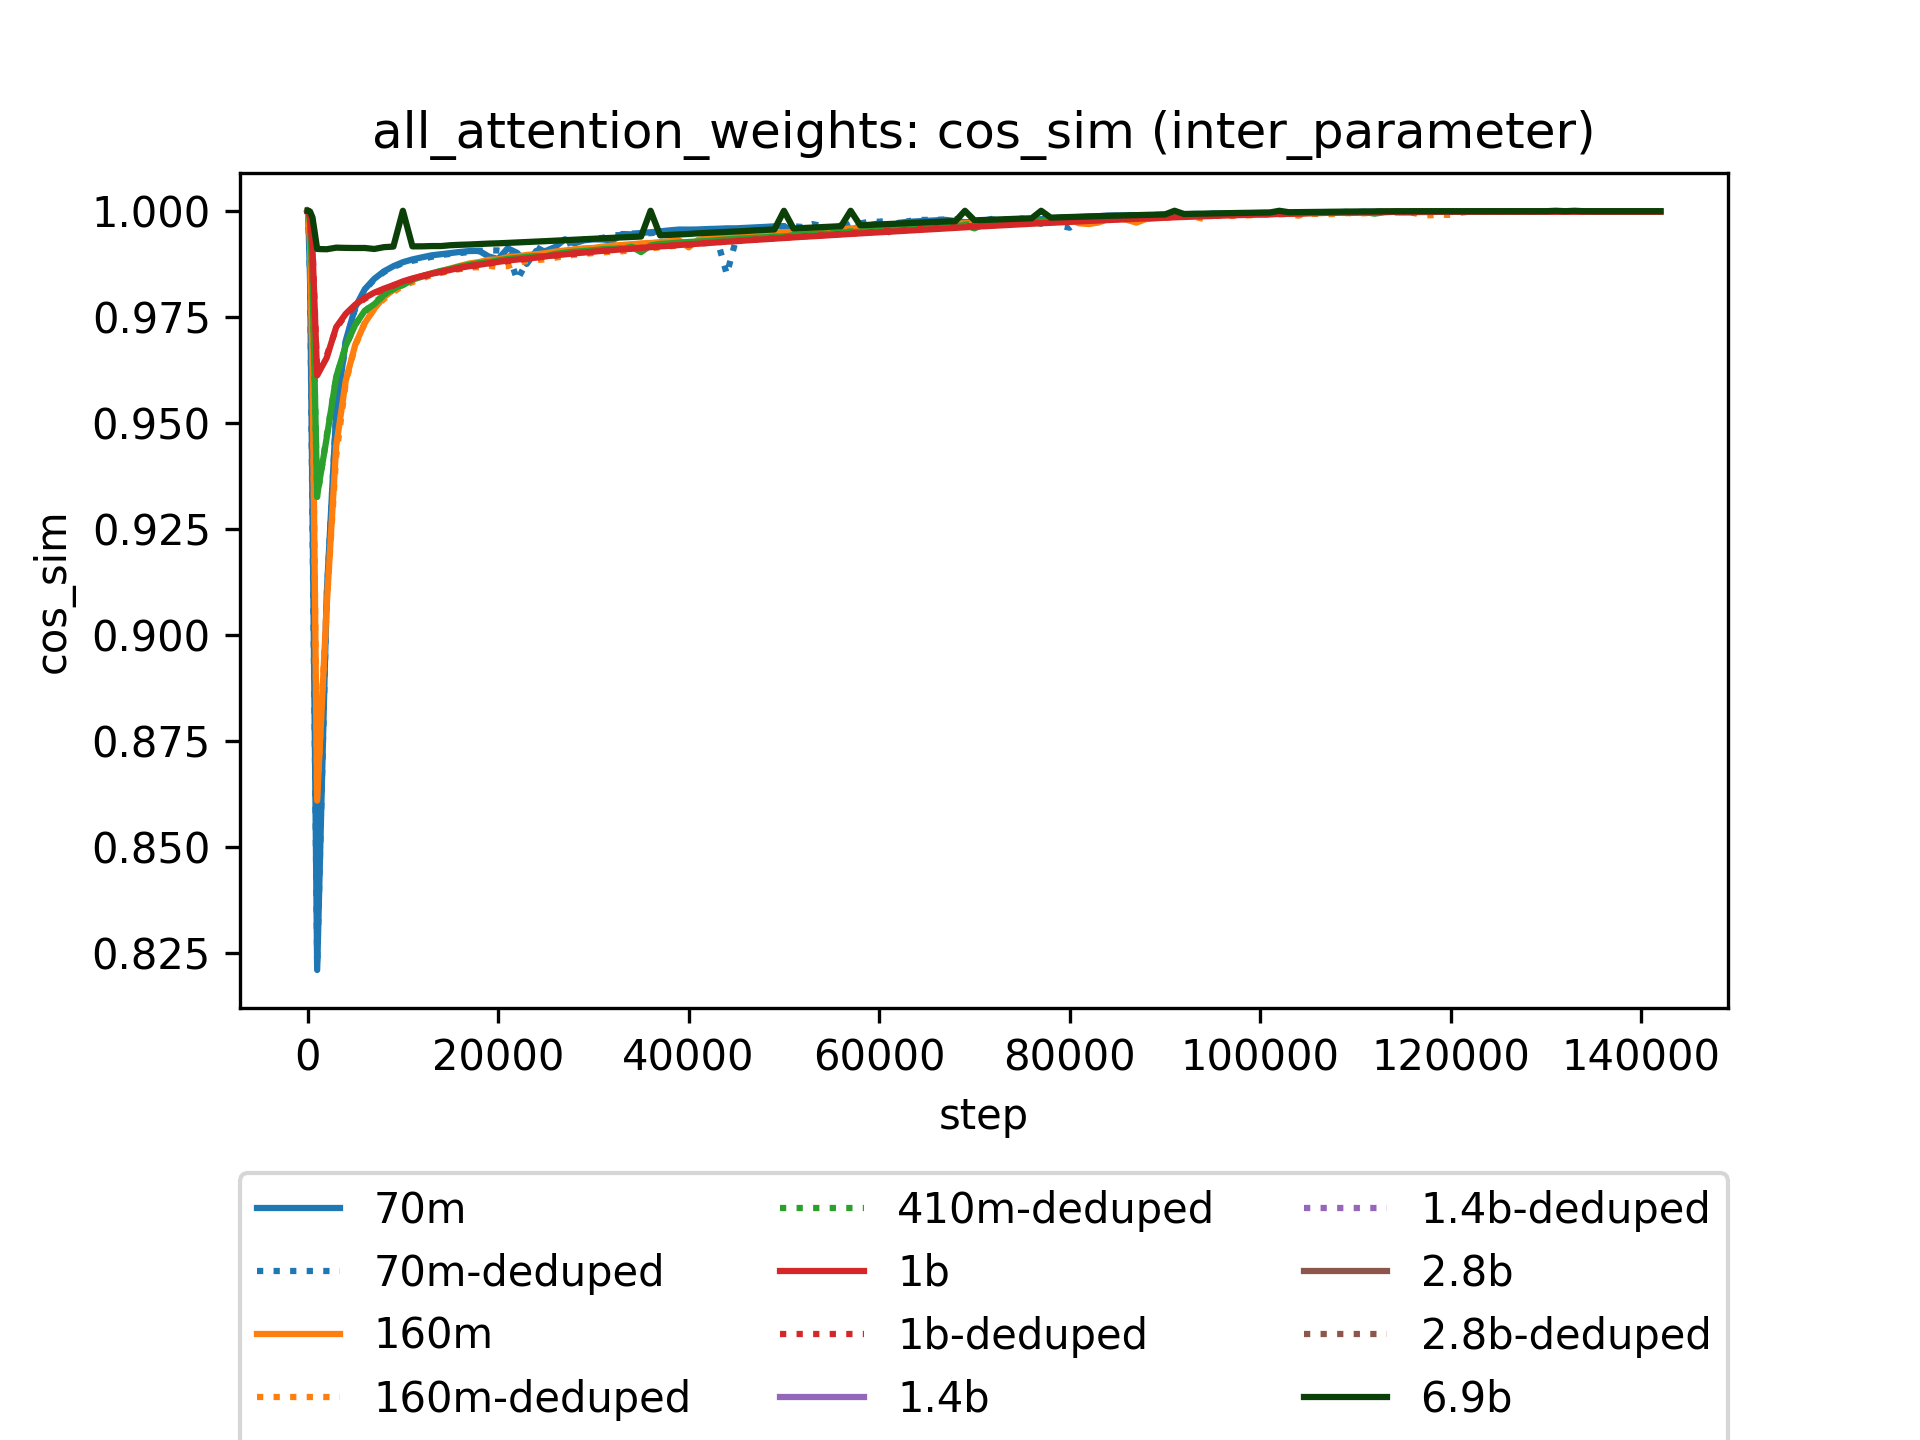 all_attention_weights: cos_sim (inter_parameter)
1.000
0.975
0.950
0.925
0.900
0.875
0.850
0.825
cos_sim
0 20000 40000 60000 80000 100000 120000 140000
step
70m 410m-deduped 1.4b-deduped
70m-deduped 1b 2.8b
160m 1b-deduped 2.8b-deduped
160m-deduped 1.4b 6.9b